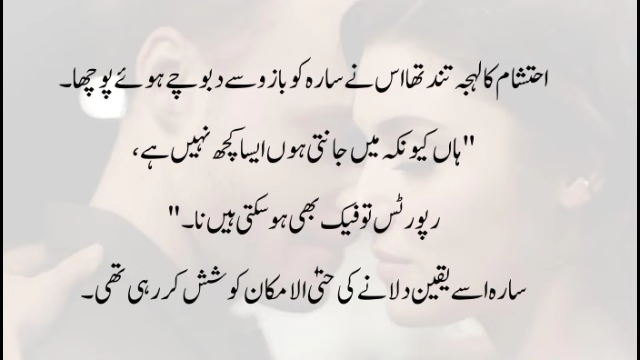 احتشام کا لہجہ تند تھا اس نے سارہ کو بازو سے دبوچے ہوئے پوچھا۔
"ہاں کیونکہ میں جانتی ہوں ایسا کچھ نہیں ہے،
رپورٹس تو فیک بھی ہو سکتی ہیں نا۔"
سارہ اسے یقین دلانے کی حتیٰ الامکان کوشش کر رہی تھی۔